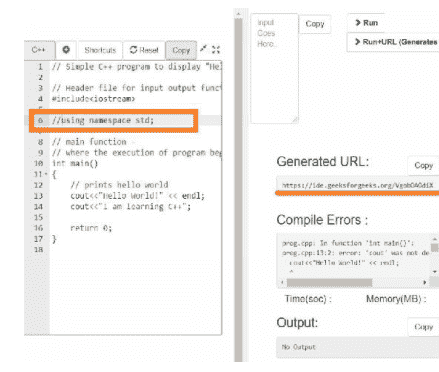 C++ Shortcuts Reset Copy
1 // Simple C++ program to display "Hel
2
3 // Header file for input output funct
4 #include<iostream>
5
6 //using namespace std;
7
8 // main function -
9 // where the execution of program beg
10 int main()
11 {
12 // prints hello world
13 cout<<"Hello World!" << endl;
14 cout<<"I am learning C++";
15
16 return 0;
17 }
18
Input
Goes
Here..
Copy
> Run
> Run+URL (Generates
Generated URL:
Copy
Compile Errors :
prog.cpp: In function 'int main()':
prog.cpp:13:2: error: 'cout' was not de
cout<<"Hello World!" << endl;
^
Time(sec) : Memory(MB) :
Output:
Copy
No Output